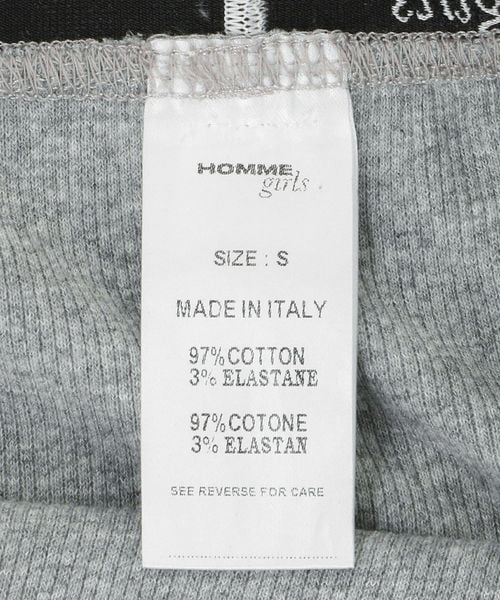 HOMME
girls
SIZE : S
MADE IN ITALY
97% COTTON
3% ELASTANE
97% COTONE
3% ELASTAN
SEE REVERSE FOR CARE